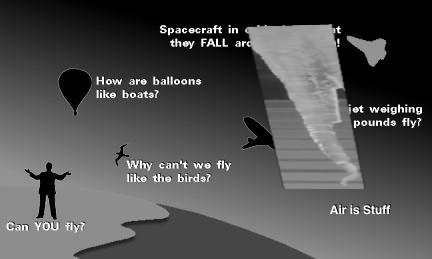 Spacecraft in
they FALL
How are balloons
like boats?
jet weighing
pounds fly?
Why can't we fly
like the birds?
Air is Stuff
Can YOU fly?